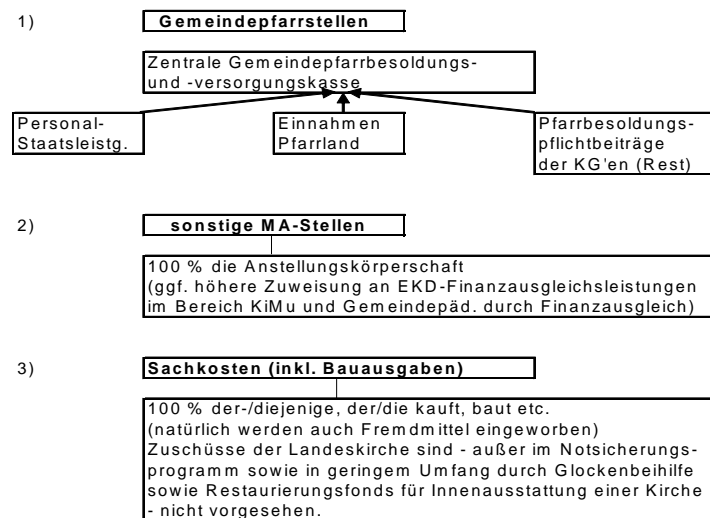 1) Gemeindepfarrstellen
Zentrale Gemeindepfarrbesoldungs-
und -versorgungskasse
Personal-
Staatsleistg.
Einnahmen
Pfarrland
Pfarrbesoldungs-
pflichtbeiträge
der KG'en (Rest)
2) sonstige MA-Stellen
100 % die Anstellungskörperschaft
(ggf. höhere Zuweisung an EKD-Finanzausgleichsleistungen
im Bereich KiMu und Gemeindepäd. durch Finanzausgleich)
3) Sachkosten (inkl. Bauausgaben)
100 % der-/diejenige, der/die kauft, baut etc.
(natürlich werden auch Fremdmittel eingeworben)
Zuschüsse der Landeskirche sind - außer im Notsicherungs-
programm sowie in geringem Umfang durch Glockenbeihilfe
sowie Restaurierungsfonds für Innenausstattung einer Kirche
- nicht vorgesehen.